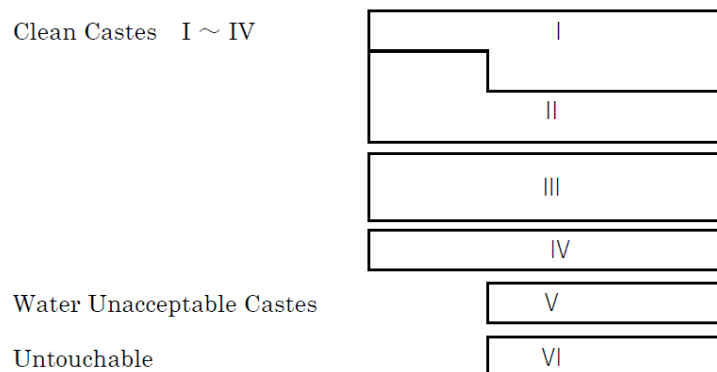 Clean Castes I ～ IV
I
II
III
IV
Water Unacceptable Castes
V
Untouchable
VI